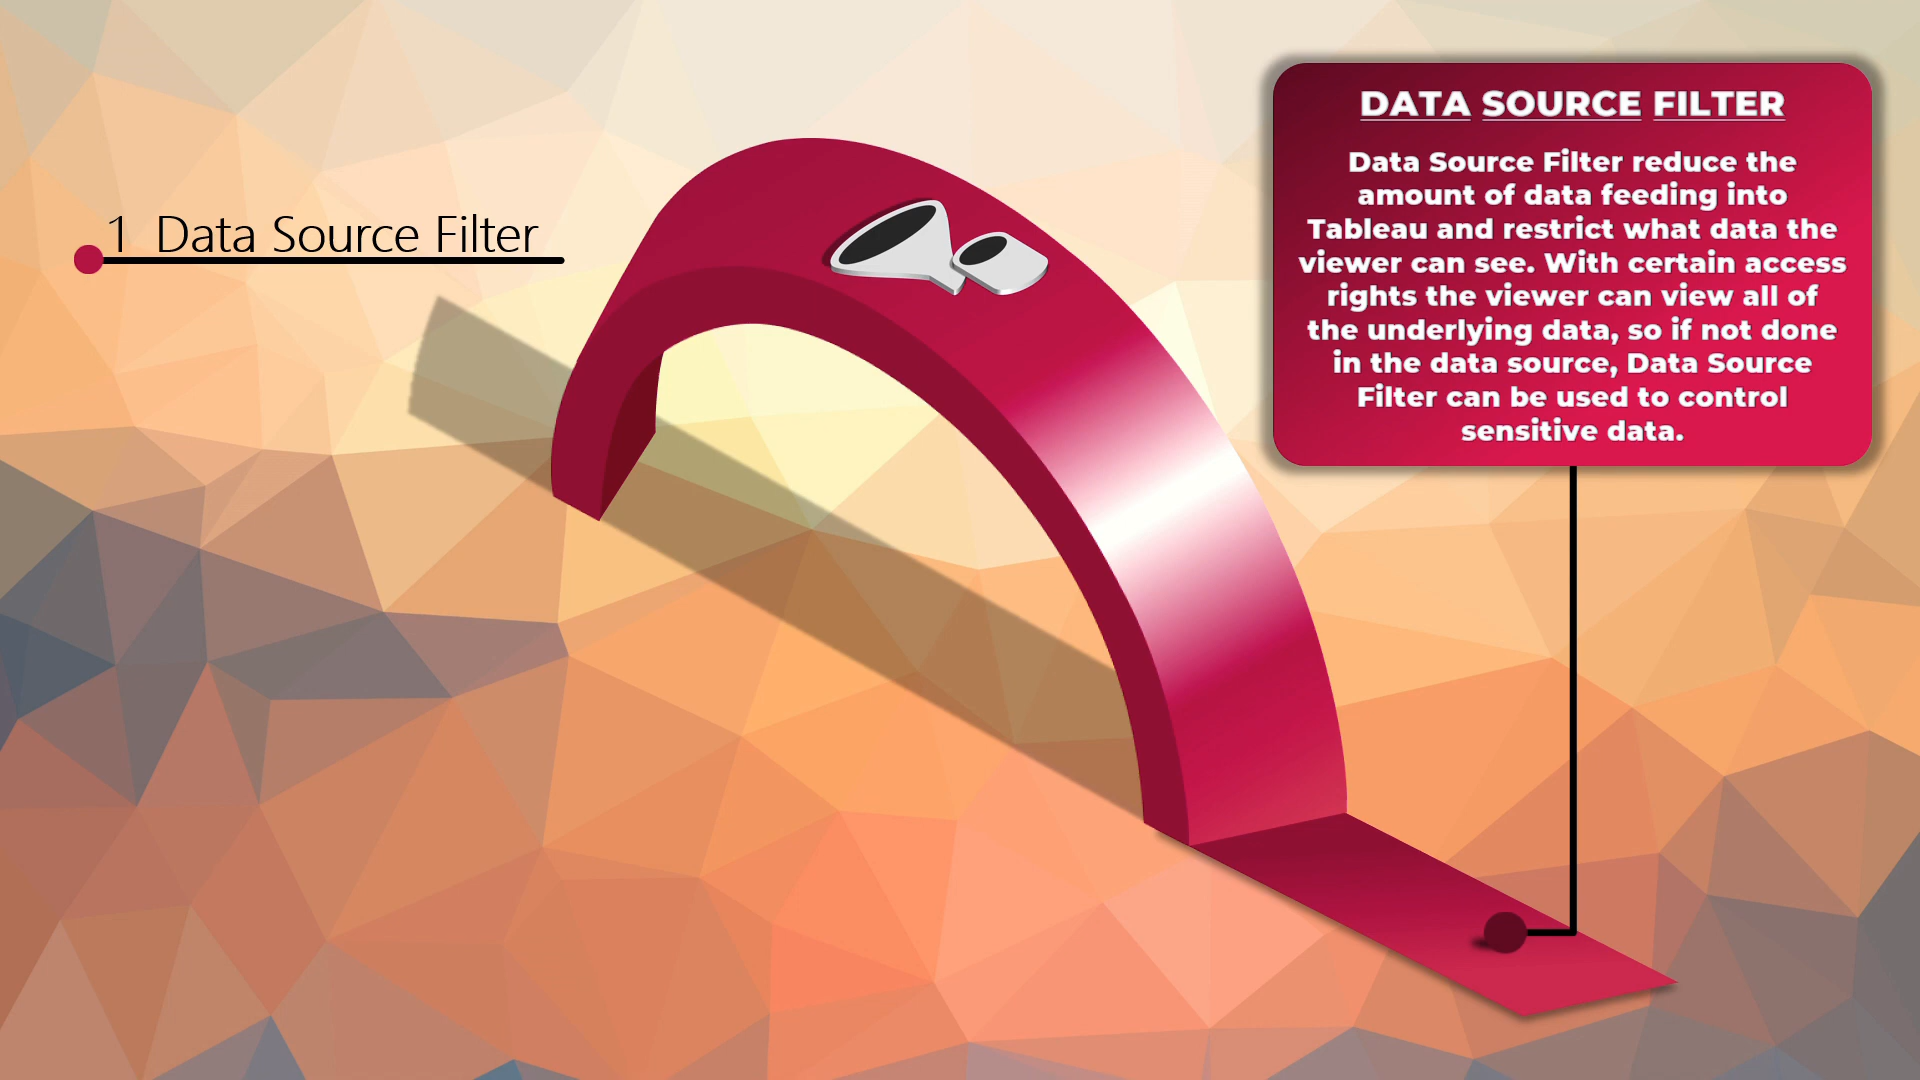 1 Data Source Filter
DATA SOURCE FILTER
Data Source Filter reduce the
amount of data feeding into
Tableau and restrict what data the
viewer can see. With certain access
rights the viewer can view all of
the underlying data, so if not done
in the data source, Data Source
Filter can be used to control
sensitive data.